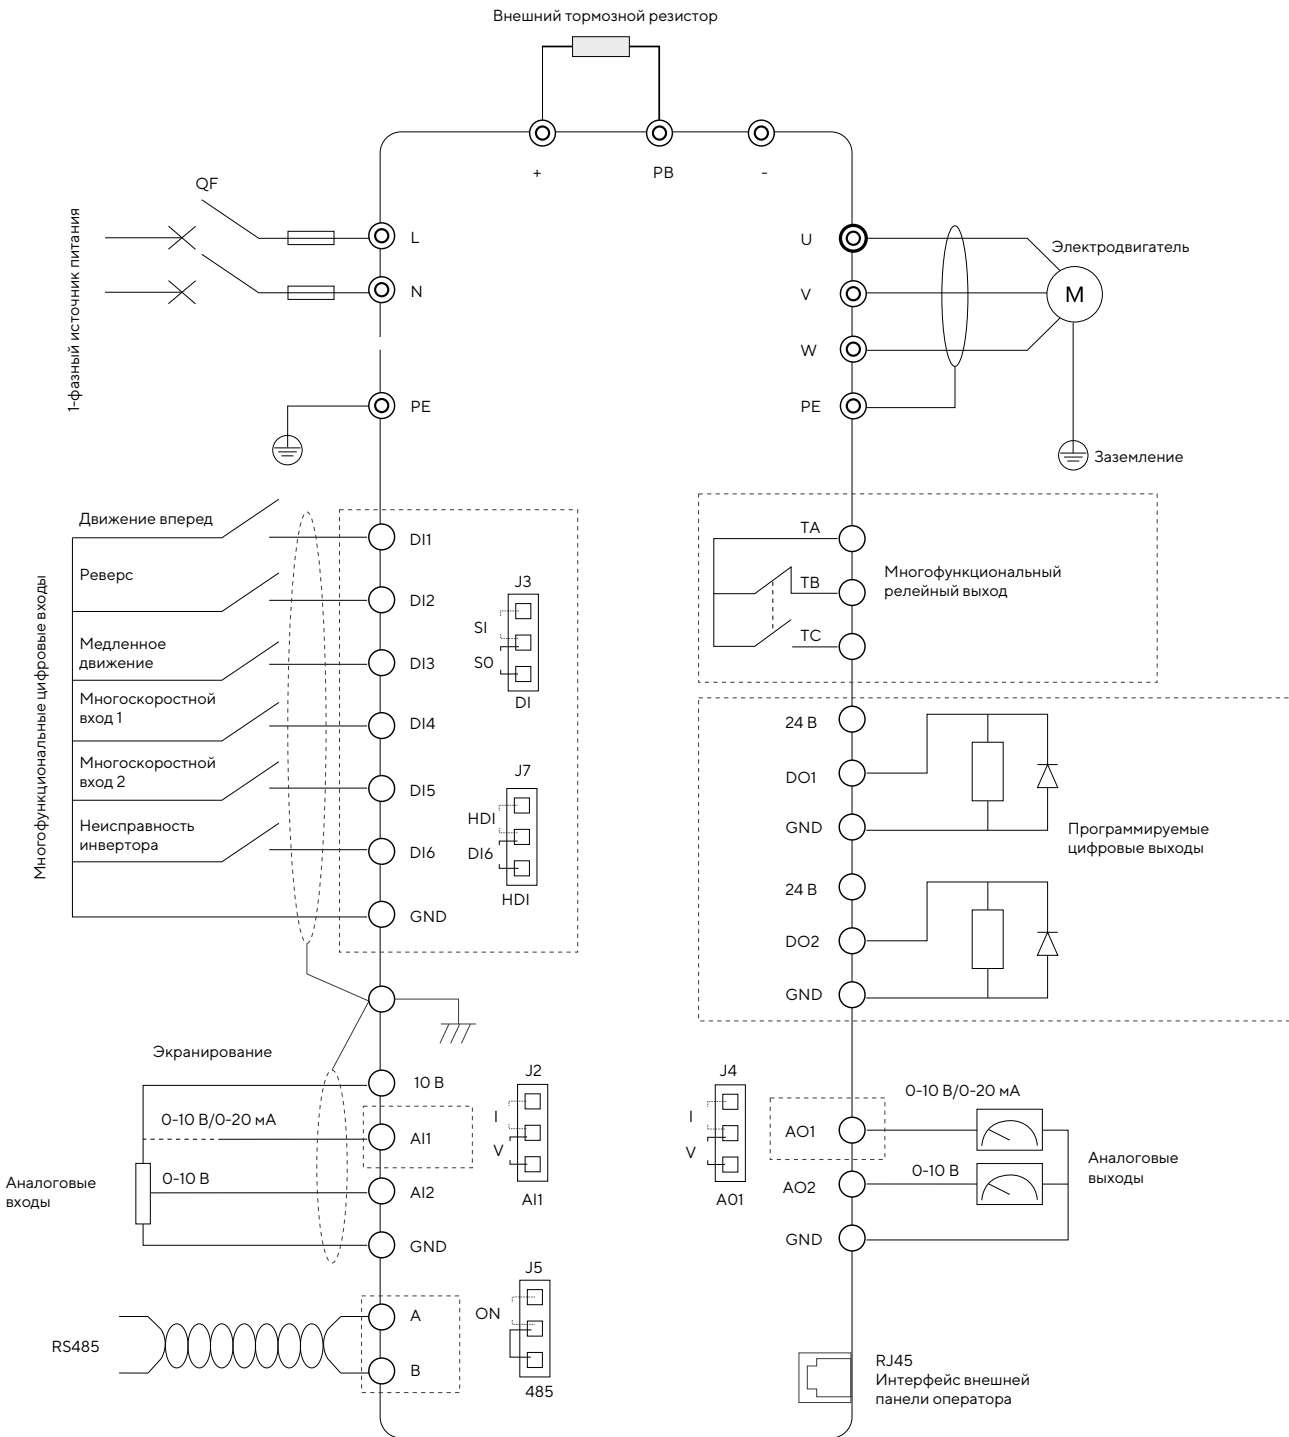 Внешний тормозной резистор
+
PB
-
QF
1-фазный источник питания
L
N
PE
U
V
W
PE
Электродвигатель
M
Заземление
Многофункциональные цифровые входы
Движение вперед
Реверс
Медленное
движение
Многоскоростной
вход 1
Многоскоростной
вход 2
Неисправность
инвертора
DI1
DI2
DI3
DI4
DI5
DI6
GND
J3
SI
S0
DI
J7
HDI
DI6
HDI
TA
TB
TC
Многофункциональный
релейный выход
24 В
DO1
GND
24 В
DO2
GND
Программируемые
цифровые выходы
Экранирование
10 В
0-10 В/0-20 мА
AI1
0-10 В
AI2
GND
Аналоговые
входы
J2
I
V
AI1
J4
I
V
A01
0-10 В/0-20 мА
AO1
0-10 В
AO2
GND
Аналоговые
выходы
RS485
A
B
J5
ON
485
RJ45
Интерфейс внешней
панели оператора